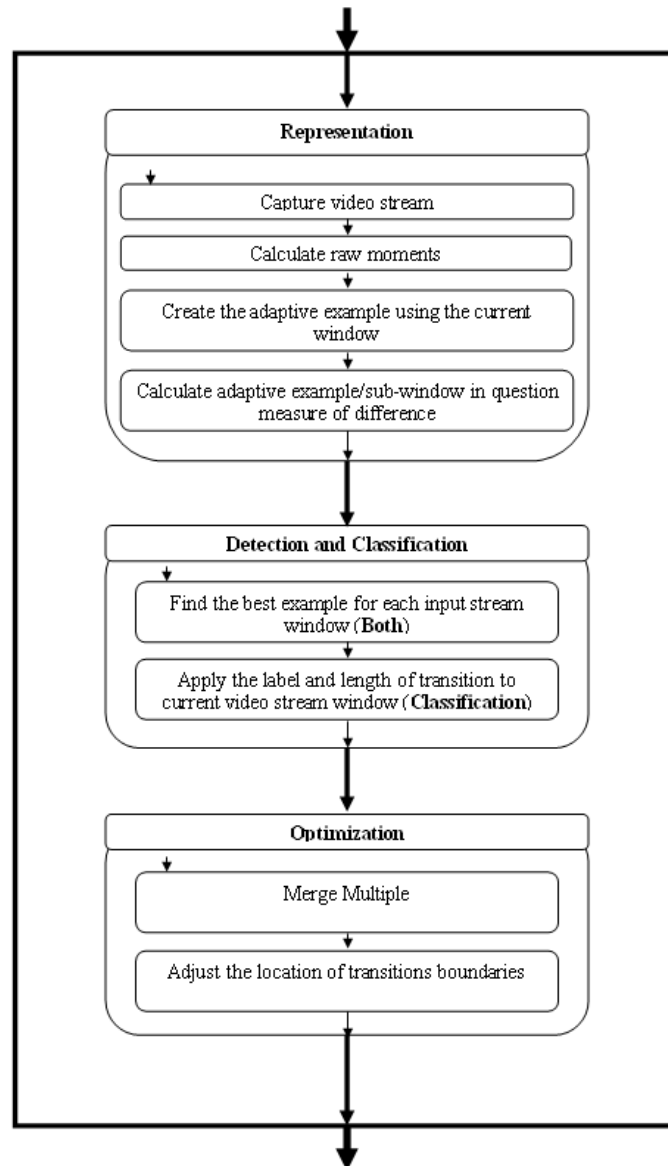 Representation
Capture video stream
Calculate raw moments
Create the adaptive example using the current
window
Calculate adaptive example/sub-window in question
measure of difference
Detection and Classification
Find the best example for each input stream
window (Both)
Apply the label and length of transition to
current video stream window (Classification)
Optimization
Merge Multiple
Adjust the location of transitions boundaries